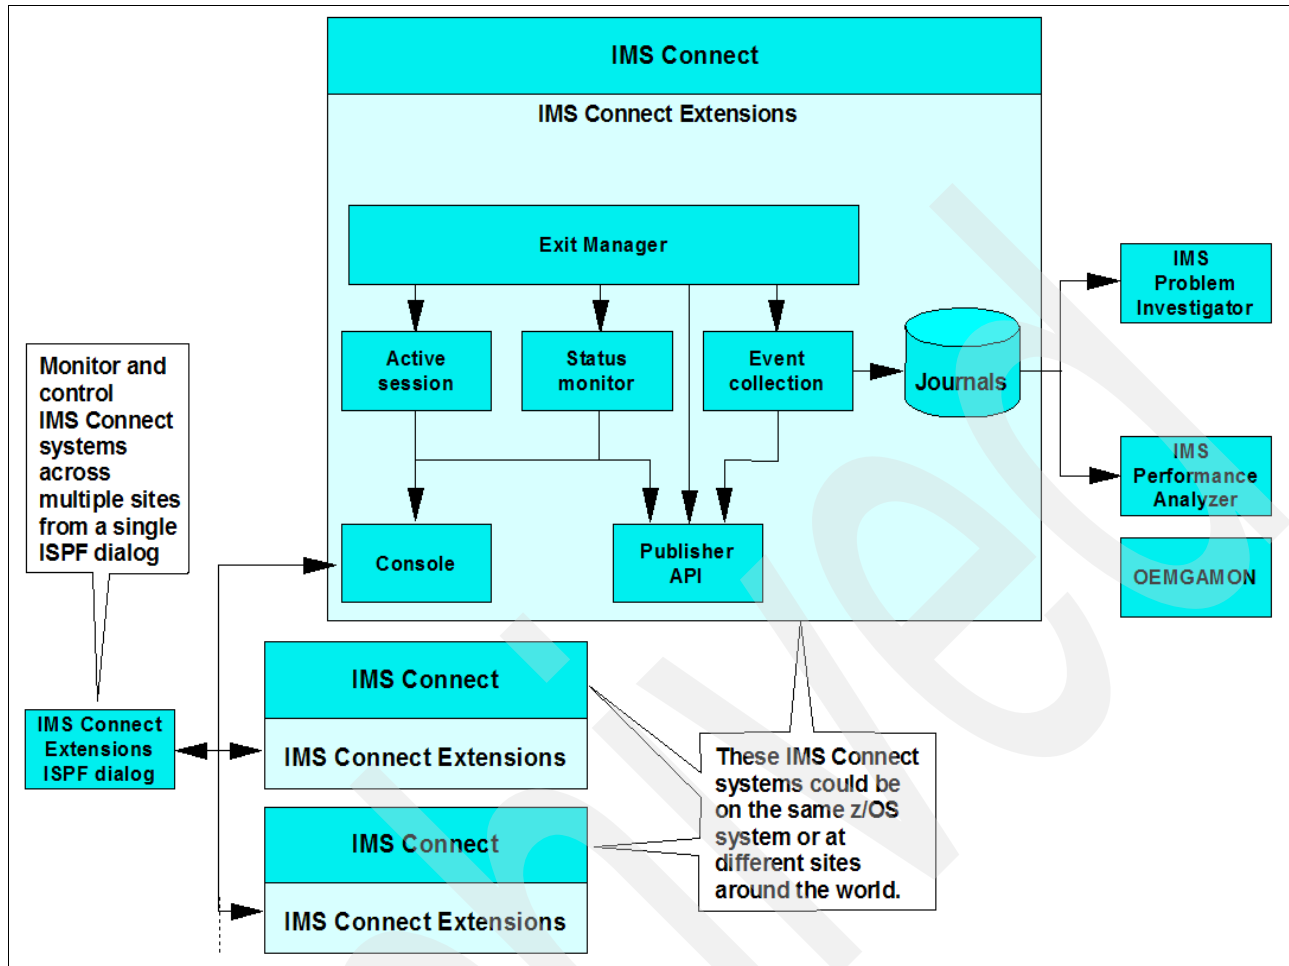 IMS Connect
IMS Connect Extensions
Exit Manager
Active
session
Status
monitor
Event
collection
Journals
IMS
Problem
Investigator
IMS
Performance
Analyzer
OEMGAMON
Console
Publisher
API
Monitor and
control
IMS Connect
systems
across
multiple sites
from a single
ISPF dialog
IMS Connect
Extensions
ISPF dialog
IMS Connect
IMS Connect Extensions
IMS Connect
IMS Connect Extensions
These IMS Connect
systems could be
on the same z/OS
system or at
different sites
around the world.